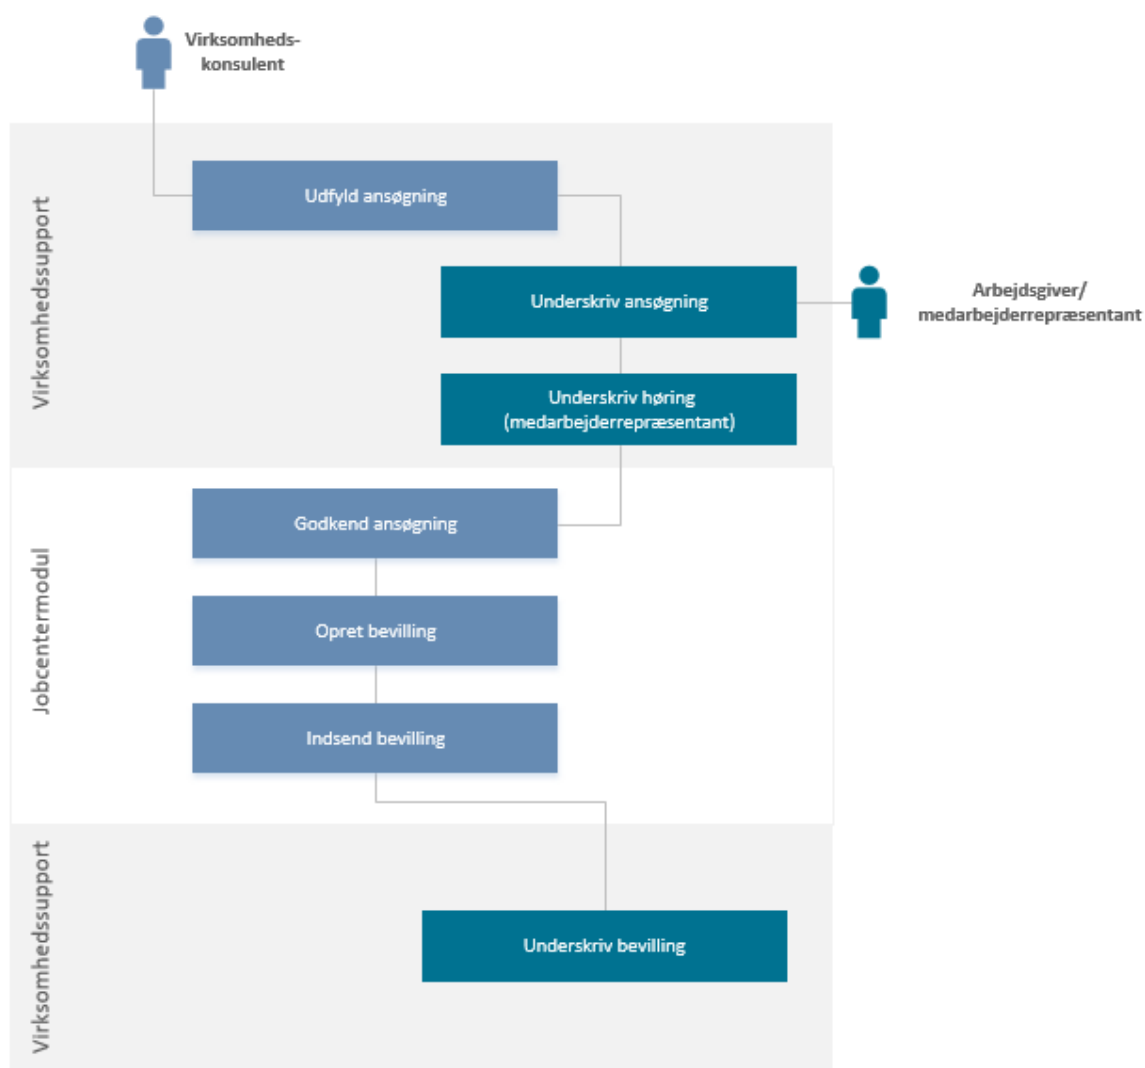 Virksomheds-
konsulent
Virksomhedssupport
Udfyld ansøgning
Underskriv ansøgning
Arbejdsgiver/
medarbejderrepræsentant
Underskriv høring
(medarbejderrepræsentant)
Jobcentermodul
Godkend ansøgning
Opret bevilling
Indsend bevilling
Virksomhedssupport
Underskriv bevilling